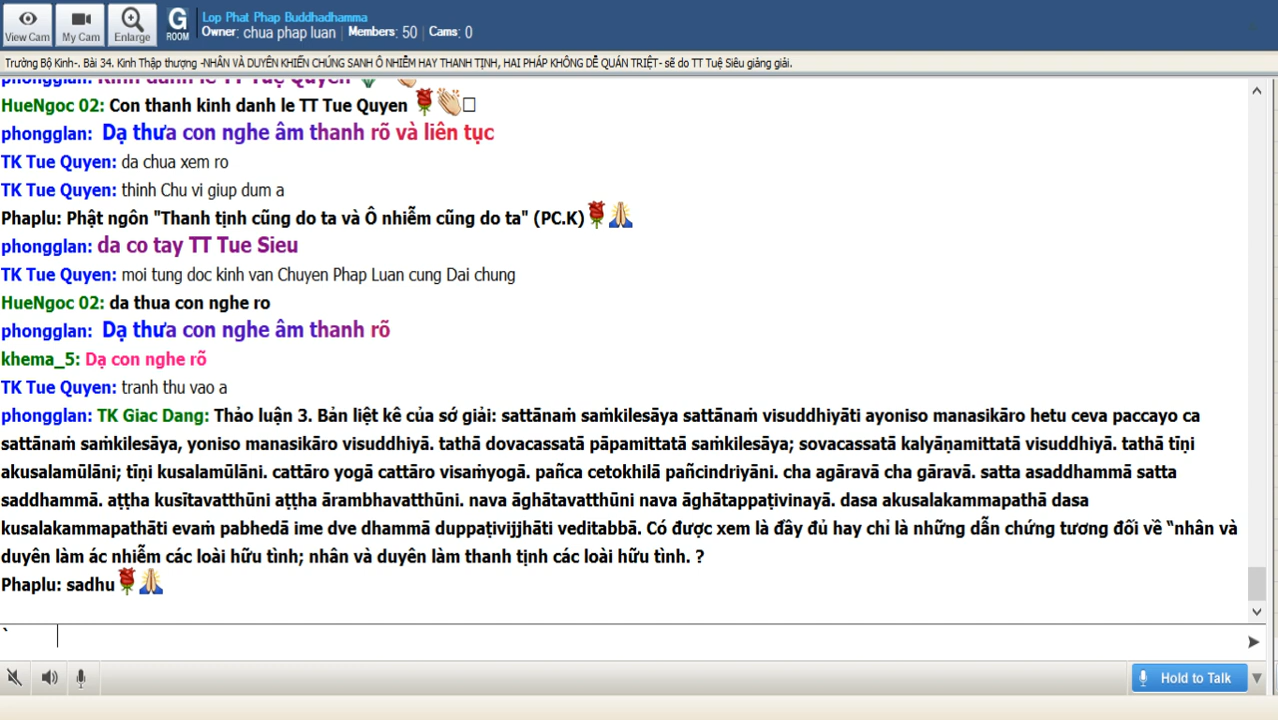 Lop Phat Phap Buddhadhamma
View Cam
My Cam
Enlarge
G
ROOM
Owner: chua phap luan | Members: 50 | Cams: 0
Trường Bộ Kinh-. Bài 34. Kinh Thập thượng -NHÂN VÀ DUYÊN KHIẾN CHÚNG SANH Ô NHIỄM HAY THANH TỊNH, HAI PHÁP KHÔNG DỄ QUÁN TRIỆT- sẽ do TT Tuệ Siêu giảng giải.
phongglan: Kính đảnh lễ TT Tuệ Quyền
HueNgoc 02: Con thanh kinh danh le TT Tue Quyen
phongglan: Dạ thưa con nghe âm thanh rõ và liên tục
TK Tue Quyen: da chua xem ro
TK Tue Quyen: thinh Chu vi giup dum a
Phaplu: Phật ngôn "Thanh tịnh cũng do ta và Ô nhiễm cũng do ta" (PC.K)
phongglan: da co tay TT Tue Sieu
TK Tue Quyen: moi tung doc kinh van Chuyen Phap Luan cung Dai chung
HueNgoc 02: da thua con nghe ro
phongglan: Dạ thưa con nghe âm thanh rõ
khema_5: Dạ con nghe rõ
TK Tue Quyen: tranh thu vao a
phongglan: TK Giac Dang: Thảo luận 3. Bản liệt kê của sớ giải: sattānaṁ saṁkilesāya sattānaṁ visuddhiyāti ayoniso manasikāro hetu ceva paccayo ca
sattānaṁ saṁkilesāya, yoniso manasikāro visuddhiyā. tathā dovacassatā pāpamittatā saṁkilesāya; sovacassatā kalyāṇamittatā visuddhiyā. tathā tīṇi
akusalamūlāni; tīṇi kusalamūlāni. cattāro yogā cattāro visaṁyogā. pañca cetokhilā pañcindriyāni. cha agāravā cha gāravā. satta asaddhammā satta
saddhammā. aṭṭha kusītavatthūni aṭṭha ārambhavatthūni. nava āghātavatthūni nava āghātappaṭivinayā. dasa akusalakammapathā dasa
kusalakammapathāti evaṁ pabhedā ime dve dhammā duppaṭivijjhāti veditabbā. Có được xem là đầy đủ hay chỉ là những dẫn chứng tương đối về “nhân và
duyên làm ác nhiễm các loài hữu tình; nhân và duyên làm thanh tịnh các loài hữu tình. ?
Phaplu: sadhu
`
Hold to Talk